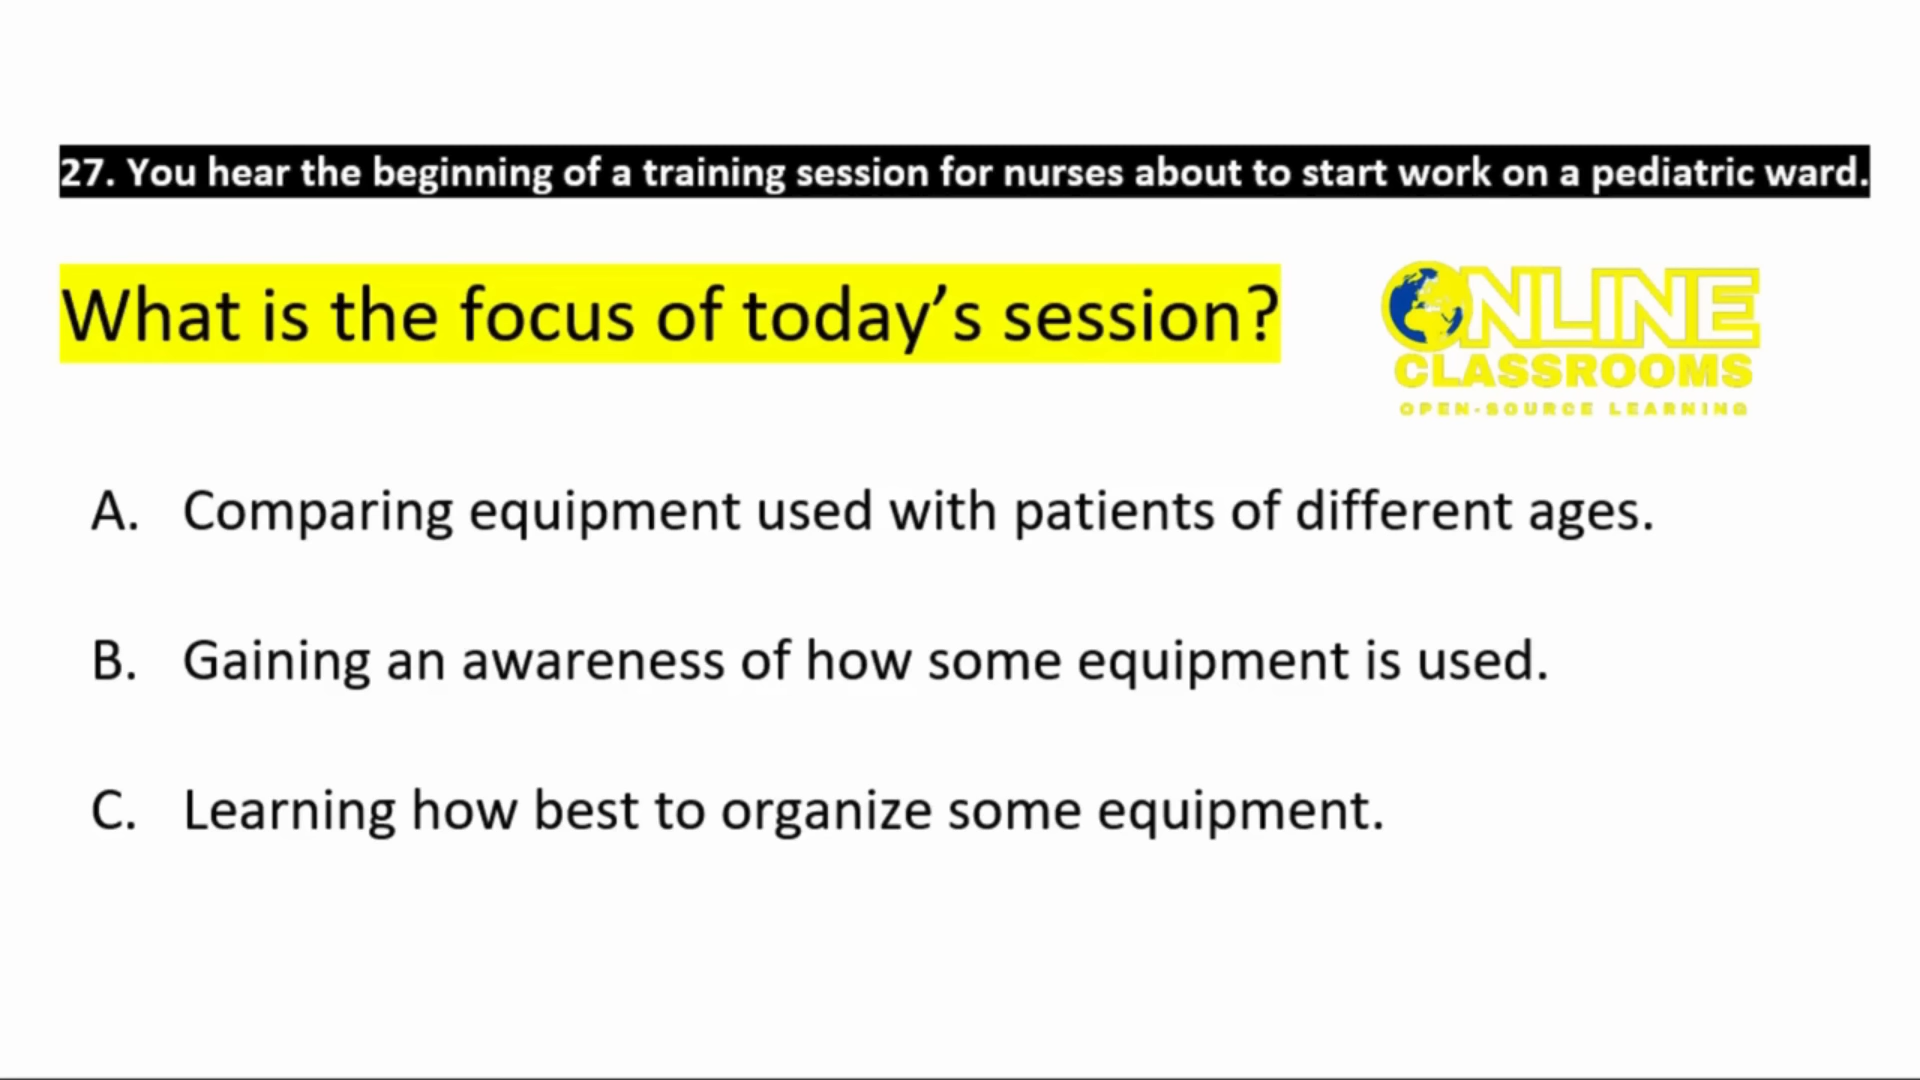 27. You hear the beginning of a training session for nurses about to start work on a pediatric ward.
What is the focus of today’s session?
ONLINE
CLASSROOMS
OPEN-SOURCE LEARNING
A. Comparing equipment used with patients of different ages.
B. Gaining an awareness of how some equipment is used.
C. Learning how best to organize some equipment.